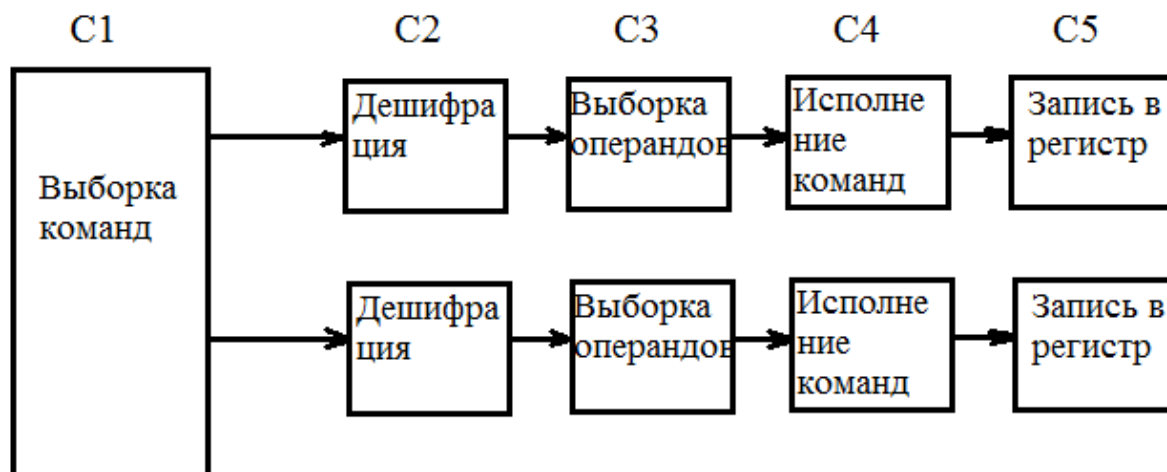 C1 C2 C3 C4 C5
Выборка
команд
Дешифра
ция
Выборка
операндов
Исполне
ние
команд
Запись в
регистр
Дешифра
ция
Выборка
операндов
Исполне
ние
команд
Запись в
регистр